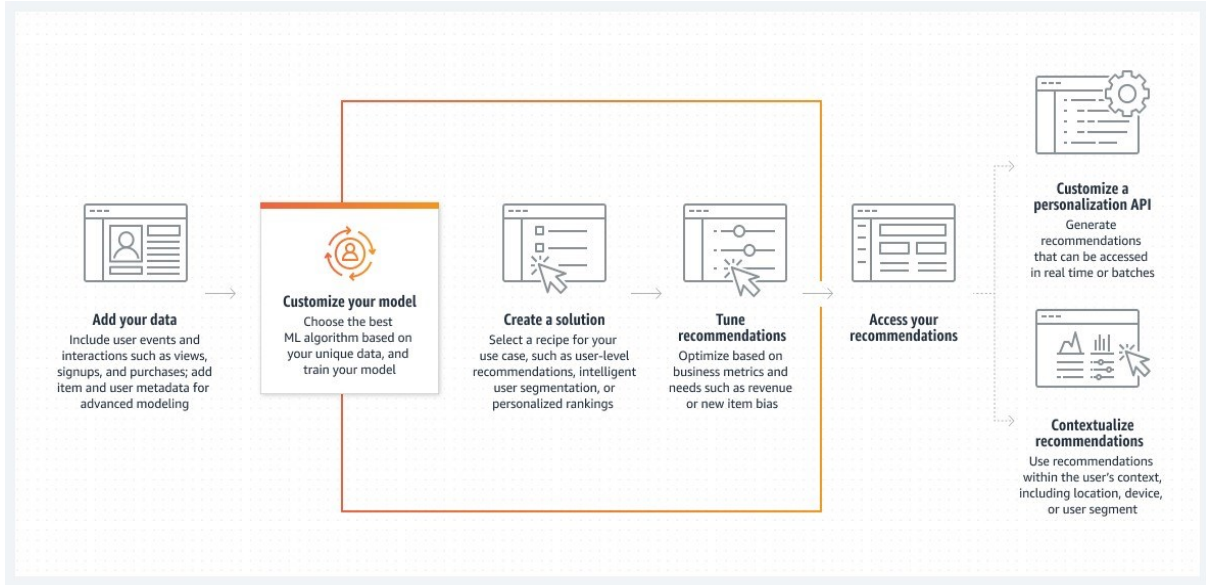 Add your data
Include user events and
interactions such as views,
signups, and purchases; add
item and user metadata for
advanced modeling
Customize your model
Choose the best
ML algorithm based on
your unique data, and
train your model
Create a solution
Select a recipe for your
use case, such as user-level
recommendations, intelligent
user segmentation, or
personalized rankings
Tune
recommendations
Optimize based on
business metrics and
needs such as revenue
or new item bias
Access your
recommendations
Customize a
personalization API
Generate
recommendations
that can be accessed
in real time or batches
Contextualize
recommendations
Use recommendations
within the user's context,
including location, device,
or user segment